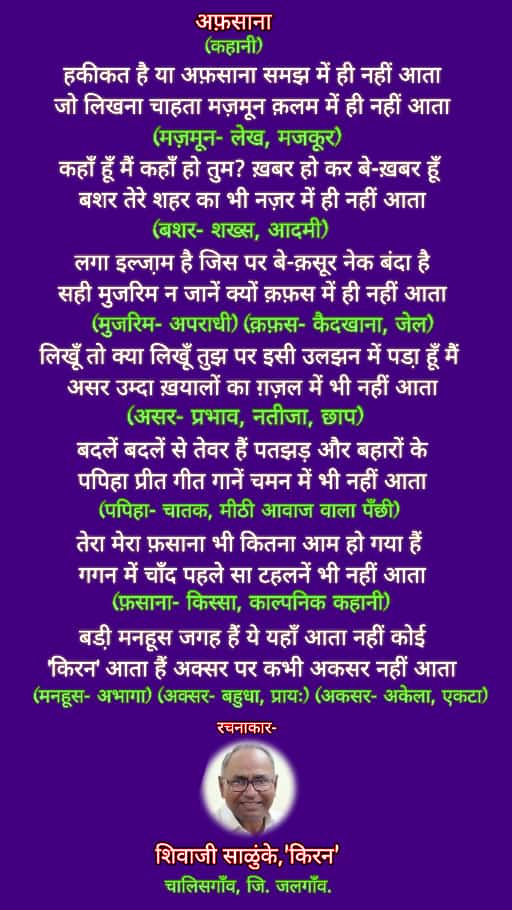 अफ़साना
(कहानी)
हकीकत है या अफ़साना समझ में ही नहीं आता
जो लिखना चाहता मज़मून क़लम में ही नहीं आता
(मज़मून- लेख, मजकूर)
कहाँ हूँ मैं कहाँ हो तुम? ख़बर हो कर बे-ख़बर हूँ
बशर तेरे शहर का भी नज़र में ही नहीं आता
(बशर- शख्स, आदमी)
लगा इल्जा़म है जिस पर बे-क़सूर नेक बंदा है
सही मुजरिम न जानें क्यों क़फ़स में ही नहीं आता
(मुजरिम- अपराधी) (क़फ़स- कैदखाना, जेल)
लिखूँ तो क्या लिखूँ तुझ पर इसी उलझन में पडा़ हूँ मैं
असर उम्दा ख़यालों का ग़ज़ल में भी नहीं आता
(असर- प्रभाव, नतीजा, छाप)
बदलें बदलें से तेवर हैं पतझड़ और बहारों के
पपिहा प्रीत गीत गानें चमन में भी नहीं आता
(पपिहा- चातक, मीठी आवाज वाला पँछी)
तेरा मेरा फ़साना भी कितना आम हो गया हैं
गगन में चाँद पहले सा टहलनें भी नहीं आता
(फ़साना- किस्सा, काल्पनिक कहानी)
बडी़ मनहूस जगह हैं ये यहाँ आता नहीं कोई
'किरन' आता हैं अक्सर पर कभी अकसर नहीं आता
(मनहूस- अभागा) (अक्सर- बहुधा, प्रायः) (अकसर- अकेला, एकटा)
रचनाकार-
शिवाजी साळुंके,'किरन'
चालिसगाँव, जि. जलगाँव.